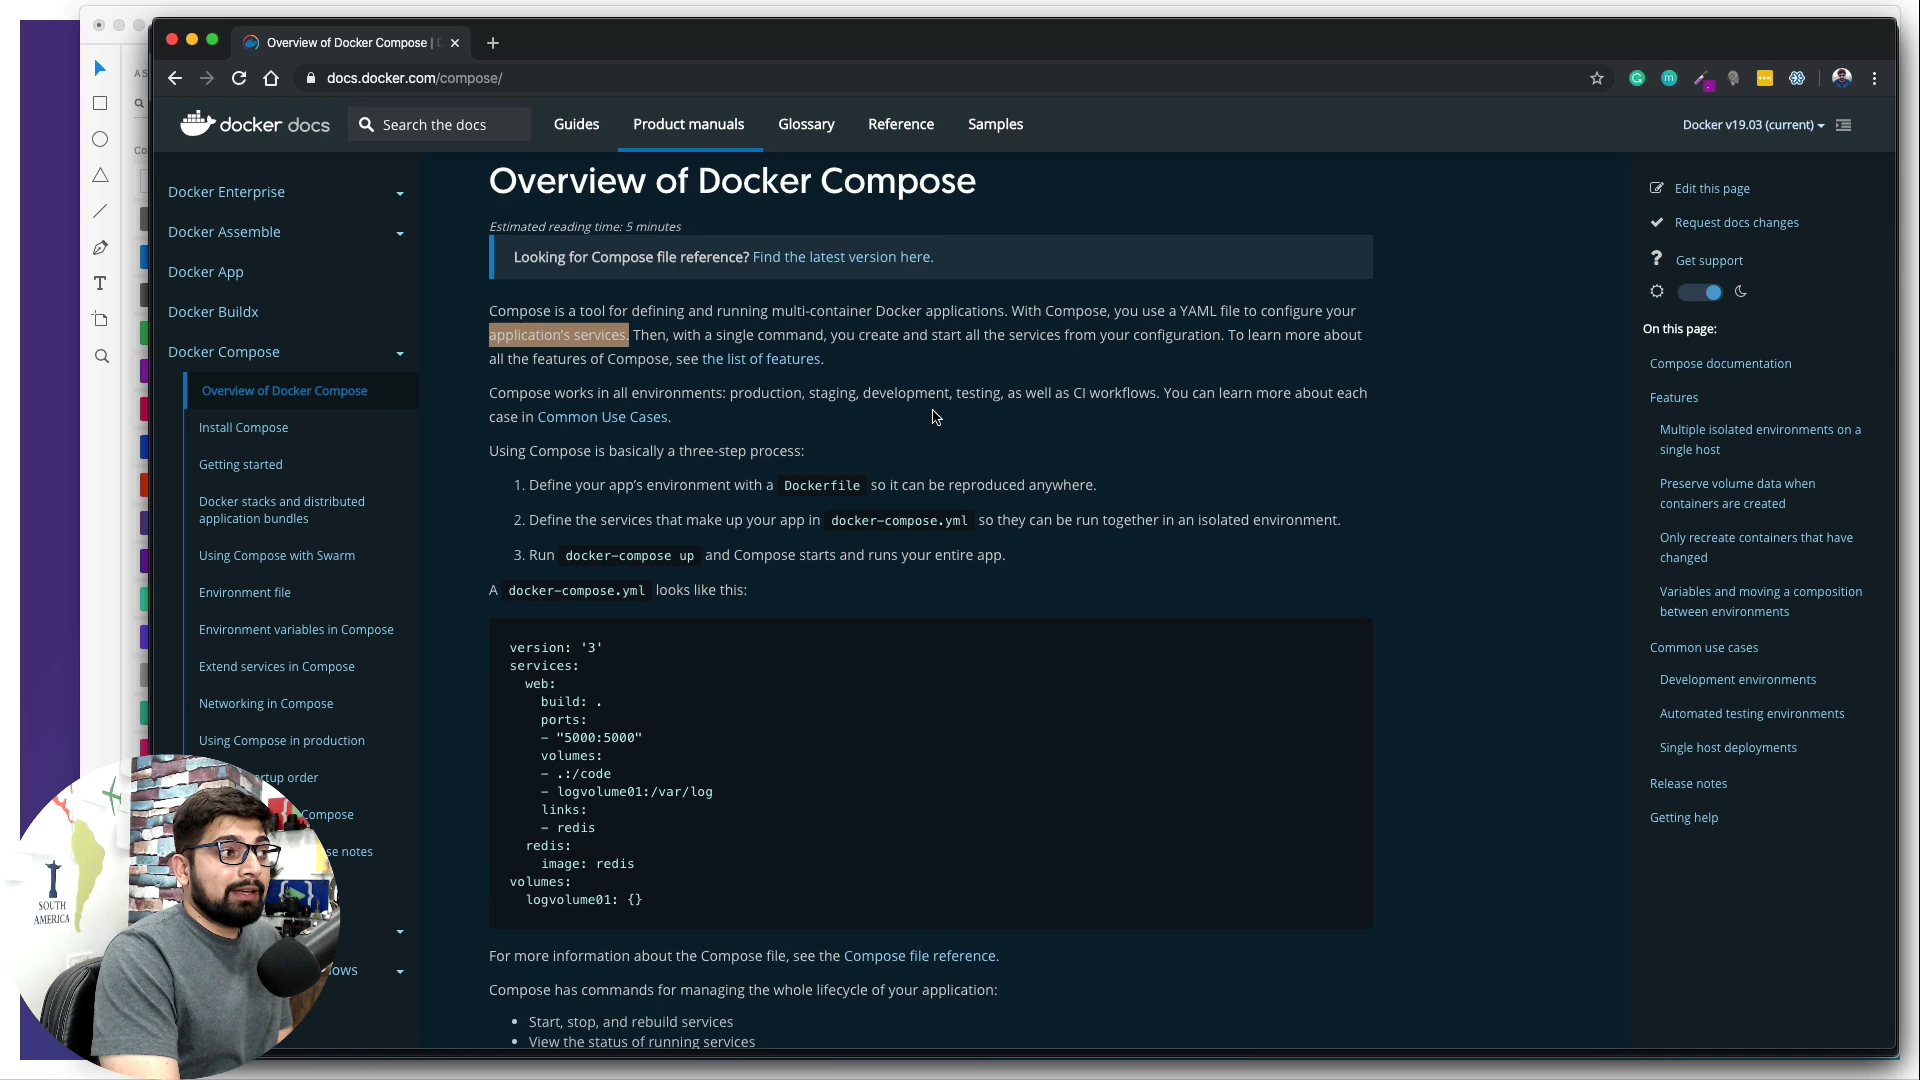 Overview of Docker Compose | D
docs.docker.com/compose/
docker docs
Search the docs
Guides
Product manuals
Glossary
Reference
Samples
Docker v19.03 (current)
AS
Co
Docker Enterprise
Docker Assemble
Docker App
Docker Buildx
Docker Compose
Overview of Docker Compose
Install Compose
Getting started
Docker stacks and distributed
application bundles
Using Compose with Swarm
Environment file
Environment variables in Compose
Extend services in Compose
Networking in Compose
Using Compose in production
rtup order
Compose
se notes
SOUTH
AMERICA
Overview of Docker Compose
Estimated reading time: 5 minutes
Looking for Compose file reference? Find the latest version here.
Compose is a tool for defining and running multi-container Docker applications. With Compose, you use a YAML file to configure your
application's services. Then, with a single command, you create and start all the services from your configuration. To learn more about
all the features of Compose, see the list of features.
Compose works in all environments: production, staging, development, testing, as well as CI workflows. You can learn more about each
case in Common Use Cases.
Using Compose is basically a three-step process:
1. Define your app's environment with a Dockerfile so it can be reproduced anywhere.
2. Define the services that make up your app in docker-compose.yml so they can be run together in an isolated environment.
3. Run docker-compose up and Compose starts and runs your entire app.
A docker-compose.yml looks like this:
version: '3'
services:
web:
build: .
ports:
- "5000:5000"
volumes:
- .:/code
- logvolume01:/var/log
links:
- redis
redis:
image: redis
volumes:
logvolume01: {}
For more information about the Compose file, see the Compose file reference.
Compose has commands for managing the whole lifecycle of your application:
• Start, stop, and rebuild services
• View the status of running services
Edit this page
Request docs changes
Get support
On this page:
Compose documentation
Features
Multiple isolated environments on a
single host
Preserve volume data when
containers are created
Only recreate containers that have
changed
Variables and moving a composition
between environments
Common use cases
Development environments
Automated testing environments
Single host deployments
Release notes
Getting help